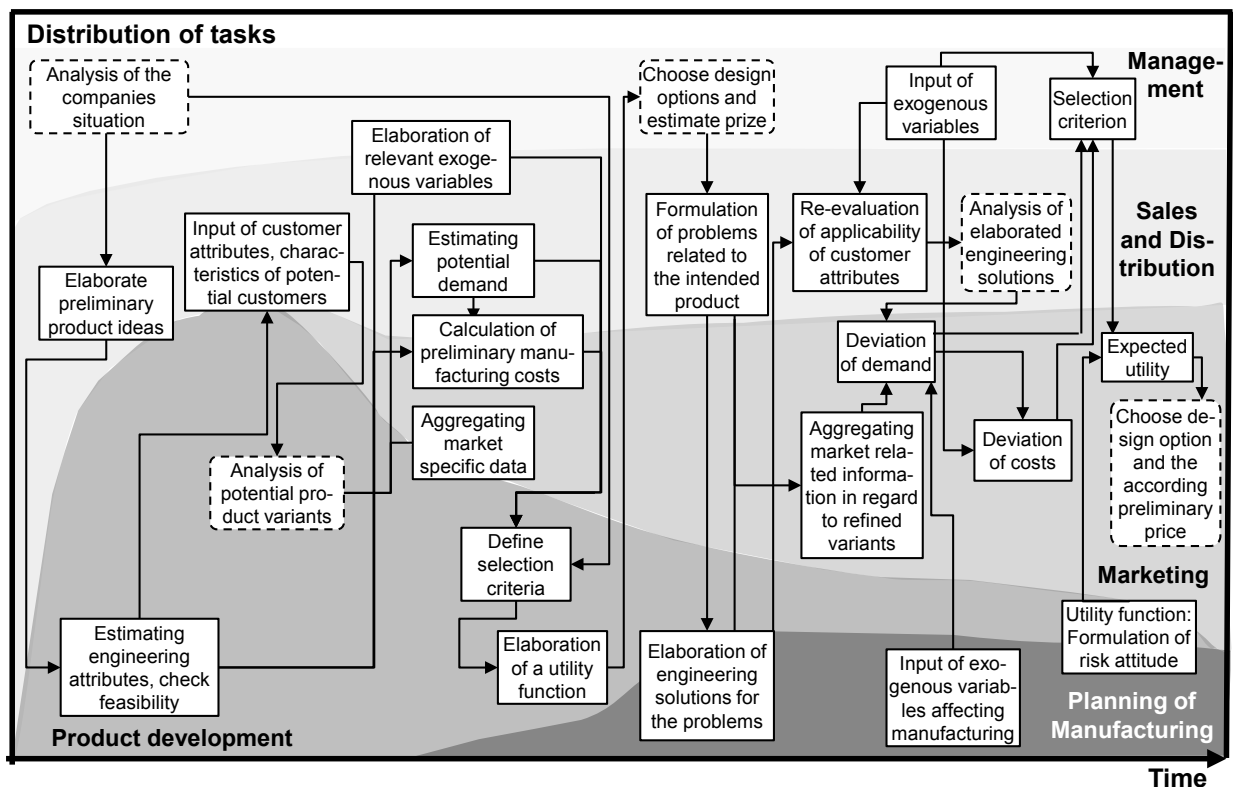 Distribution of tasks
Analysis of the
companies
situation
Elaborate
preliminary
product ideas
Estimating
engineering
attributes, check
feasibility
Product development
Input of customer
attributes, charac-
teristics of poten-
tial customers
Analysis of
potential pro-
duct variants
Elaboration of
relevant exoge-
nous variables
Estimating
potential
demand
Calculation of
preliminary manu-
facturing costs
Aggregating
market
specific data
Define
selection
criteria
Elaboration
of a utility
function
Choose design
options and
estimate prize
Formulation
of problems
related to
the intended
product
Elaboration of
engineering
solutions for
the problems
Input of
exogenous
variables
Re-evaluation
of applicability
of customer
attributes
Analysis of
elaborated
engineering
solutions
Deviation
of demand
Aggregating
market related
information in
regard to refined
variants
Deviation
of costs
Input of exo-
genous variab-
les affecting
manufacturing
Selection
criterion
Expected
utility
Choose de-
sign option
and the
according
preliminary
price
Utility function:
Formulation of
risk attitude
Manage-
ment
Sales
and Dis-
tribution
Marketing
Planning of
Manufacturing
Time